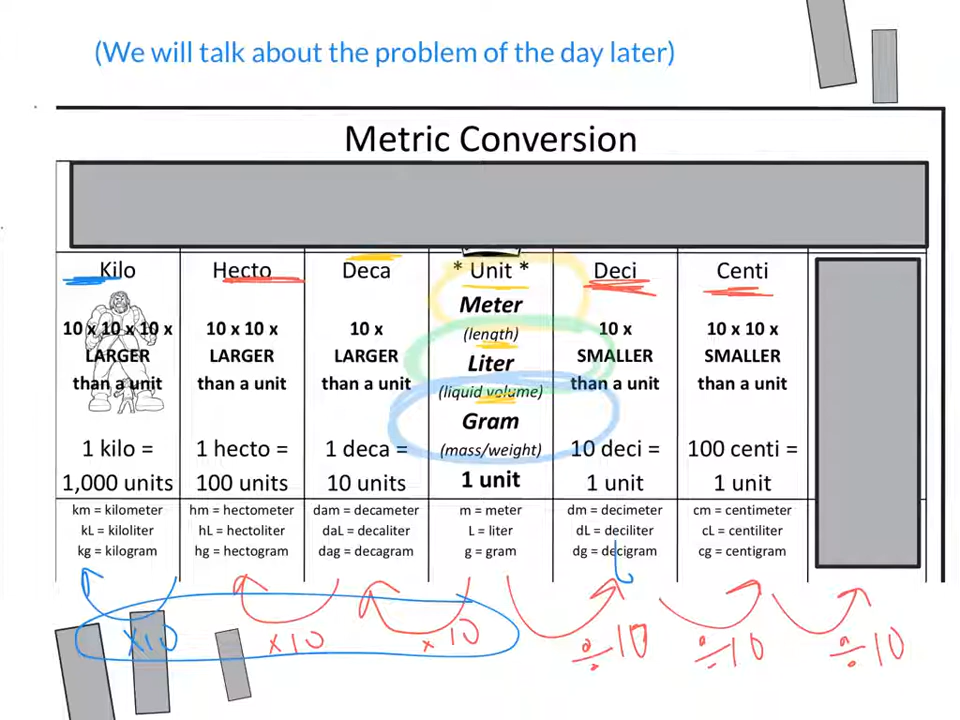 (We will talk about the problem of the day later)
Metric Conversion
Kilo Hecto Deca * Unit * Deci Centi
Meter
(length)
10 x 10 x 10 x 10 x 10 x 10 x 10 x 10 x 10 x
LARGER LARGER LARGER Liter SMALLER SMALLER
than a unit than a unit than a unit (liquid volume) than a unit than a unit
Gram
1 kilo = 1 hecto = 1 deca = (mass/weight) 10 deci = 100 centi =
1,000 units 100 units 10 units 1 unit 1 unit 1 unit
km = kilometer hm = hectometer dam = decameter m = meter dm = decimeter cm = centimeter
kL = kiloliter hL = hectoliter daL = decaliter L = liter dL = deciliter cL = centiliter
kg = kilogram hg = hectogram dag = decagram g = gram dg = decigram cg = centigram
x10 x10 x10 ÷10 ÷10 ÷10